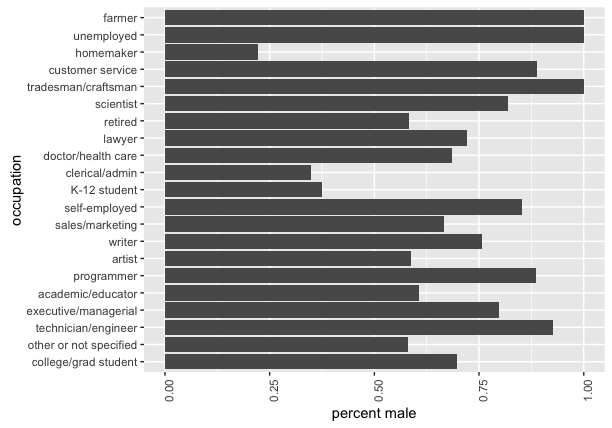 farmer
unemployed
homemaker
customer service
tradesman/craftsman
scientist
retired
lawyer
doctor/health care
clerical/admin
K-12 student
self-employed
sales/marketing
writer
artist
programmer
academic/educator
executive/managerial
technician/engineer
other or not specified
college/grad student
occupation
0.00
0.25
0.50
0.75
1.00
percent male